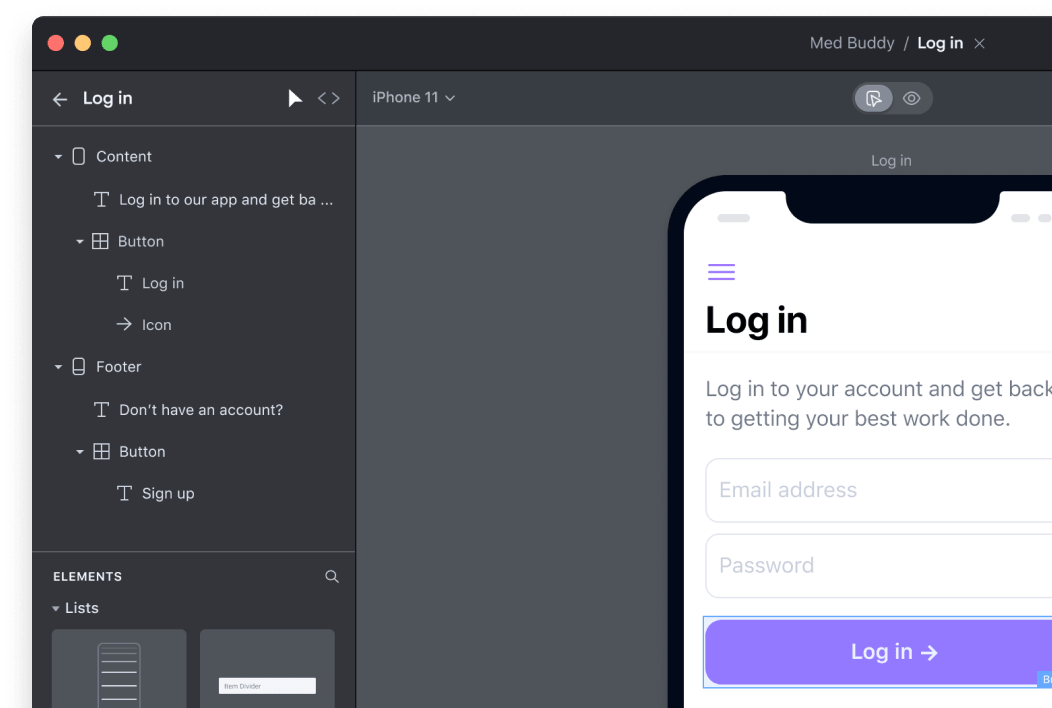 Med Buddy / Log in
Log in
iPhone 11
Content
Log in to our app and get ba ...
Button
Log in
Icon
Footer
Don’t have an account?
Button
Sign up
ELEMENTS
Lists
Item Divider
Log in
Log in
Log in to your account and get back
to getting your best work done.
Email address
Password
Log in →